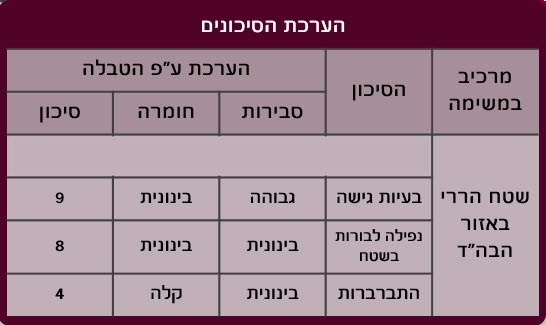 הערכת הסיכונים
מרכיב
במשימה
הסיכון
הערכת ע"פ הטבלה
סבירות
חומרה
סיכון
שטח הררי
באזור
הבה"ד
בעיות גישה
גבוהה
בינונית
9
נפילה לבורות
בשטח
בינונית
בינונית
8
התברברות
בינונית
קלה
4